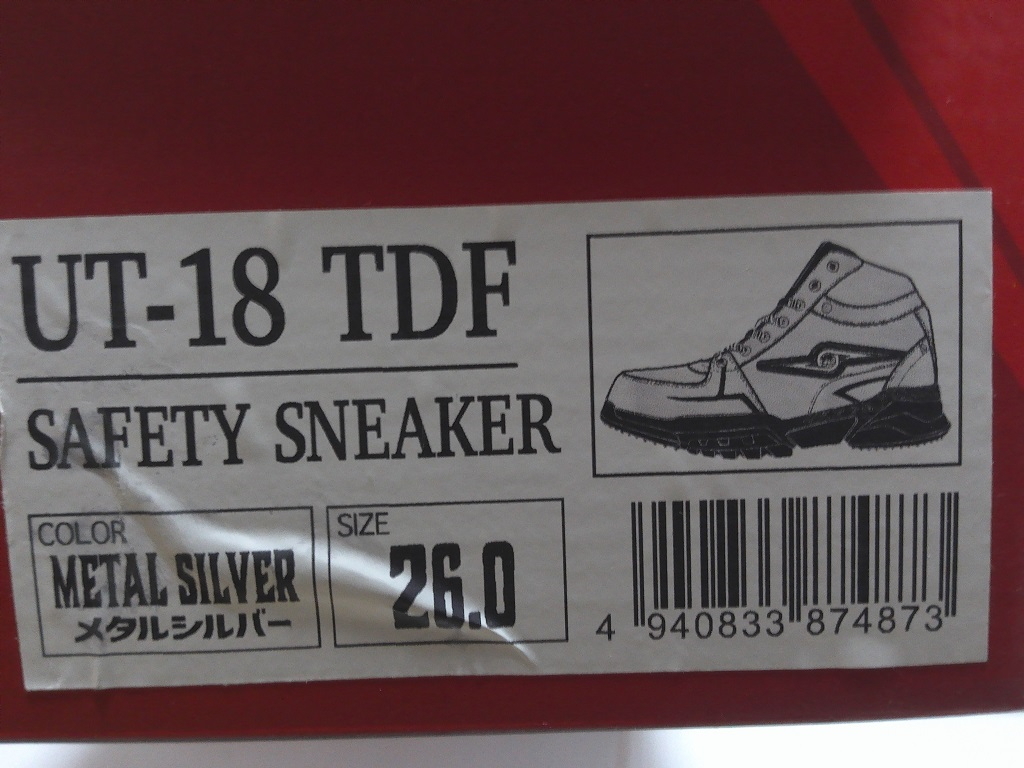 UT-18 TDF
SAFETY SNEAKER
COLOR
METAL SILVER
メタルシルバー
SIZE
26.0
4 940833 874873